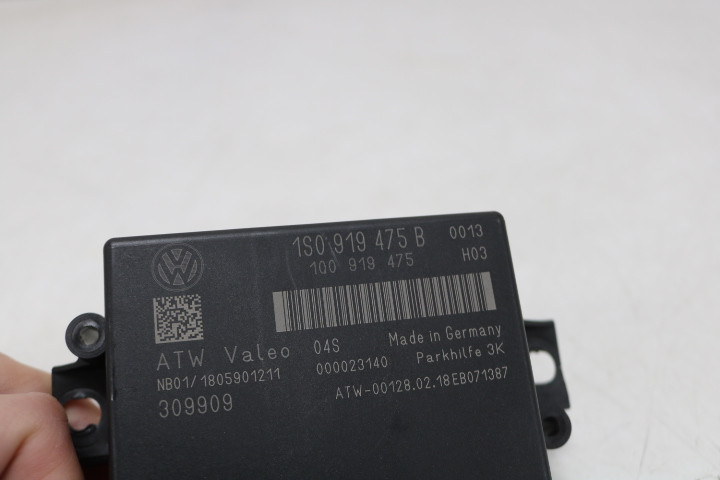 1S0 919 475 B 0013
1Q0 919 475 H03
ATW Valeo 04S Made in Germany
NB01/1805901211 000023140 Parkhilfe 3K
309909 ATW-00128.02.18EB071387